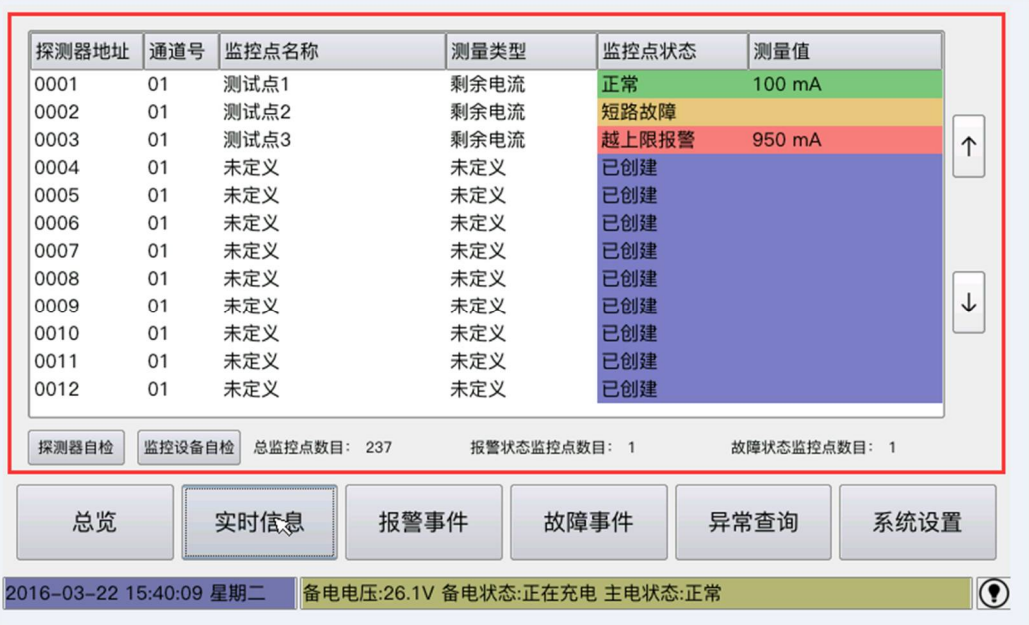 探测器地址 通道号 监控点名称 测量类型 监控点状态 测量值
0001 01 测试点1 剩余电流 正常 100 mA
0002 01 测试点2 剩余电流 短路故障
0003 01 测试点3 剩余电流 越上限报警 950 mA
0004 01 未定义 未定义 已创建
0005 01 未定义 未定义 已创建
0006 01 未定义 未定义 已创建
0007 01 未定义 未定义 已创建
0008 01 未定义 未定义 已创建
0009 01 未定义 未定义 已创建
0010 01 未定义 未定义 已创建
0011 01 未定义 未定义 已创建
0012 01 未定义 未定义 已创建
探测器自检 监控设备自检 总监控点数目: 237 报警状态监控点数目: 1 故障状态监控点数目: 1
总览 实时信息 报警事件 故障事件 异常查询 系统设置
2016-03-22 15:40:09 星期二 备电电压:26.1V 备电状态:正在充电 主电状态:正常